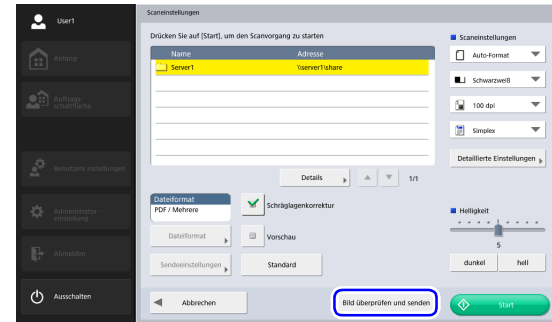 User1
Anfang
Auftrags-
schaltfläche
Benutzere instellungen
Administrator-
einstellung
Abmelden
Ausschalten
Scaneinstellungen
Drücken Sie auf [Start], um den Scanvorgang zu starten
Name Adresse
Server1 \\server1\share
Details 1/1
Dateiformat
PDF / Mehrere
Schräglagenkorrektur
Dateiformat
Vorschau
Sendeeinstellungen
Standard
Abbrechen
Bild überprüfen und senden
Scaneinstellungen
Auto-Format
Schwarzweiß
100 dpi
Simplex
Detaillierte Einstellungen
Helligkeit
5
dunkel hell
Start